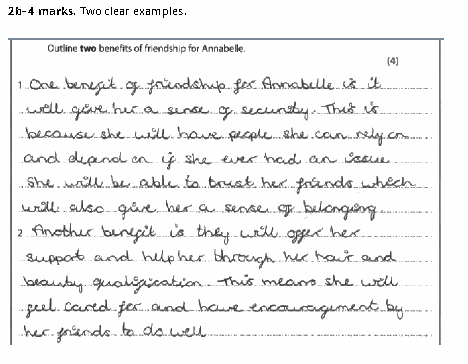 2b-4 marks. Two clear examples.
Outline two benefits of friendship for Annabelle.
(4)
1 One benefit of friendship for Annabelle is it
will give her a sense of security. This is
because she will have people she can rely on
and depend on if she ever had an issue
she will be able to trust her friends which
will also give her a sense of belonging
2 Another benefit is they will offer her
support and help her through her hair and
beauty qualification. This means she will
feel cared for and have encouragement by
her friends to do well